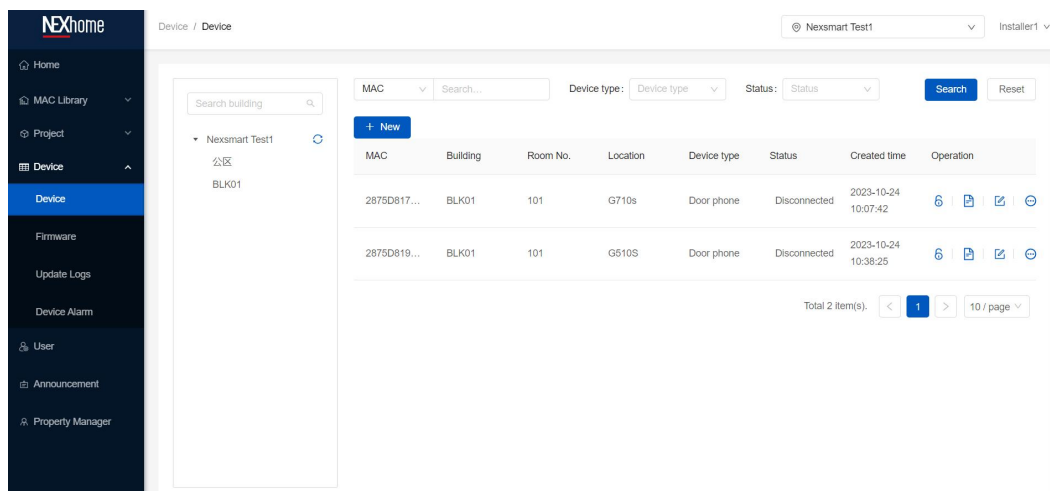 NEXhome
Device / Device
Nexsmart Test1
Installer1
Home
MAC Library
Project
Device
Device
Firmware
Update Logs
Device Alarm
User
Announcement
Property Manager
Search building
Nexsmart Test1
公区
BLK01
MAC Search... Device type: Device type Status: Status Search Reset
+ New
MAC Building Room No. Location Device type Status Created time Operation
2875D817... BLK01 101 G710s Door phone Disconnected 2023-10-24 10:07:42
2875D819... BLK01 101 G510S Door phone Disconnected 2023-10-24 10:38:25
Total 2 item(s). < 1 > 10 / page